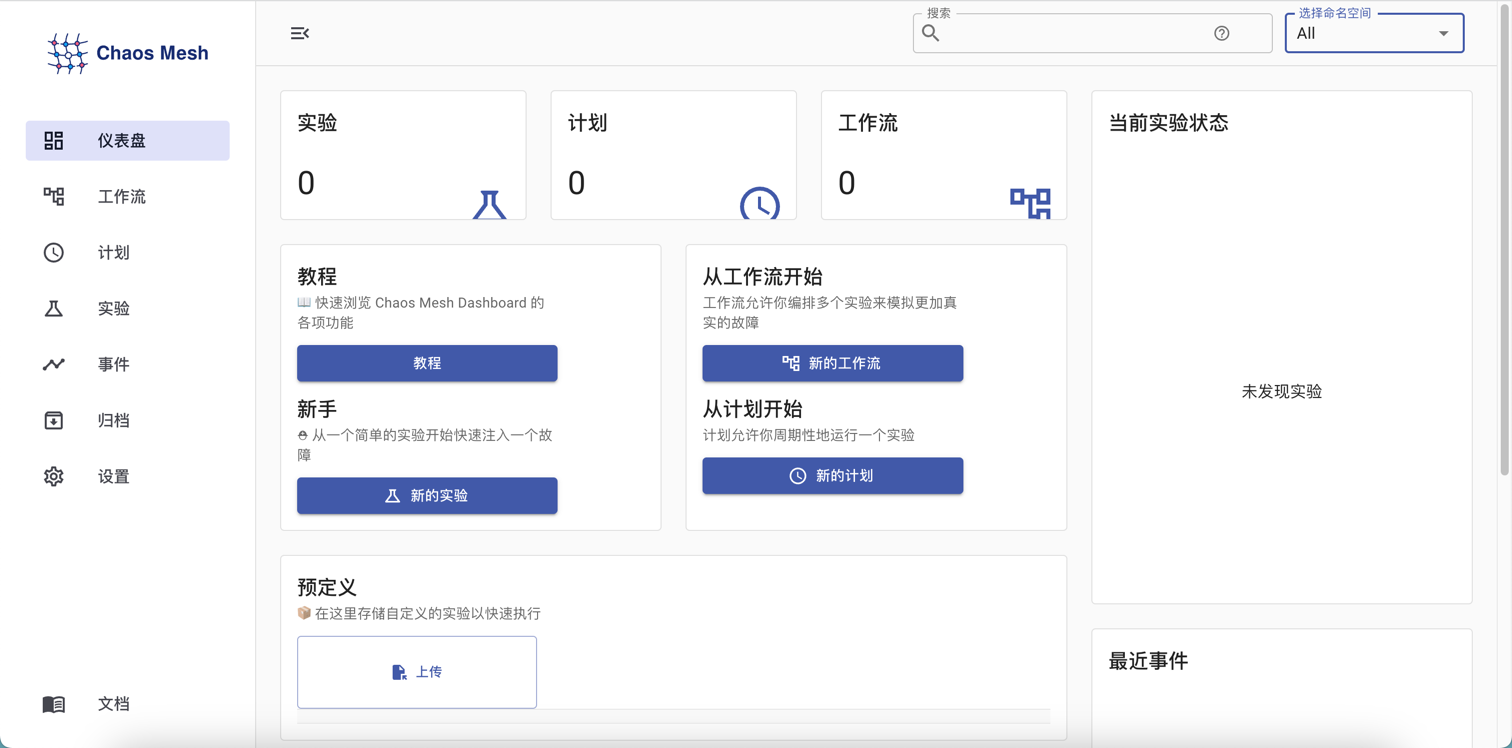 Chaos Mesh
仪表盘
工作流
计划
实验
事件
归档
设置
文档
搜索
选择命名空间
All
实验
0
计划
0
工作流
0
教程
📖 快速浏览 Chaos Mesh Dashboard 的
各项功能
教程
新手
从一个简单的实验开始快速注入一个故
障
新的实验
从工作流开始
工作流允许你编排多个实验来模拟更加真
实的故障
新的工作流
从计划开始
计划允许你周期性地运行一个实验
新的计划
预定义
📦 在这里存储自定义的实验以快速执行
上传
当前实验状态
未发现实验
最近事件